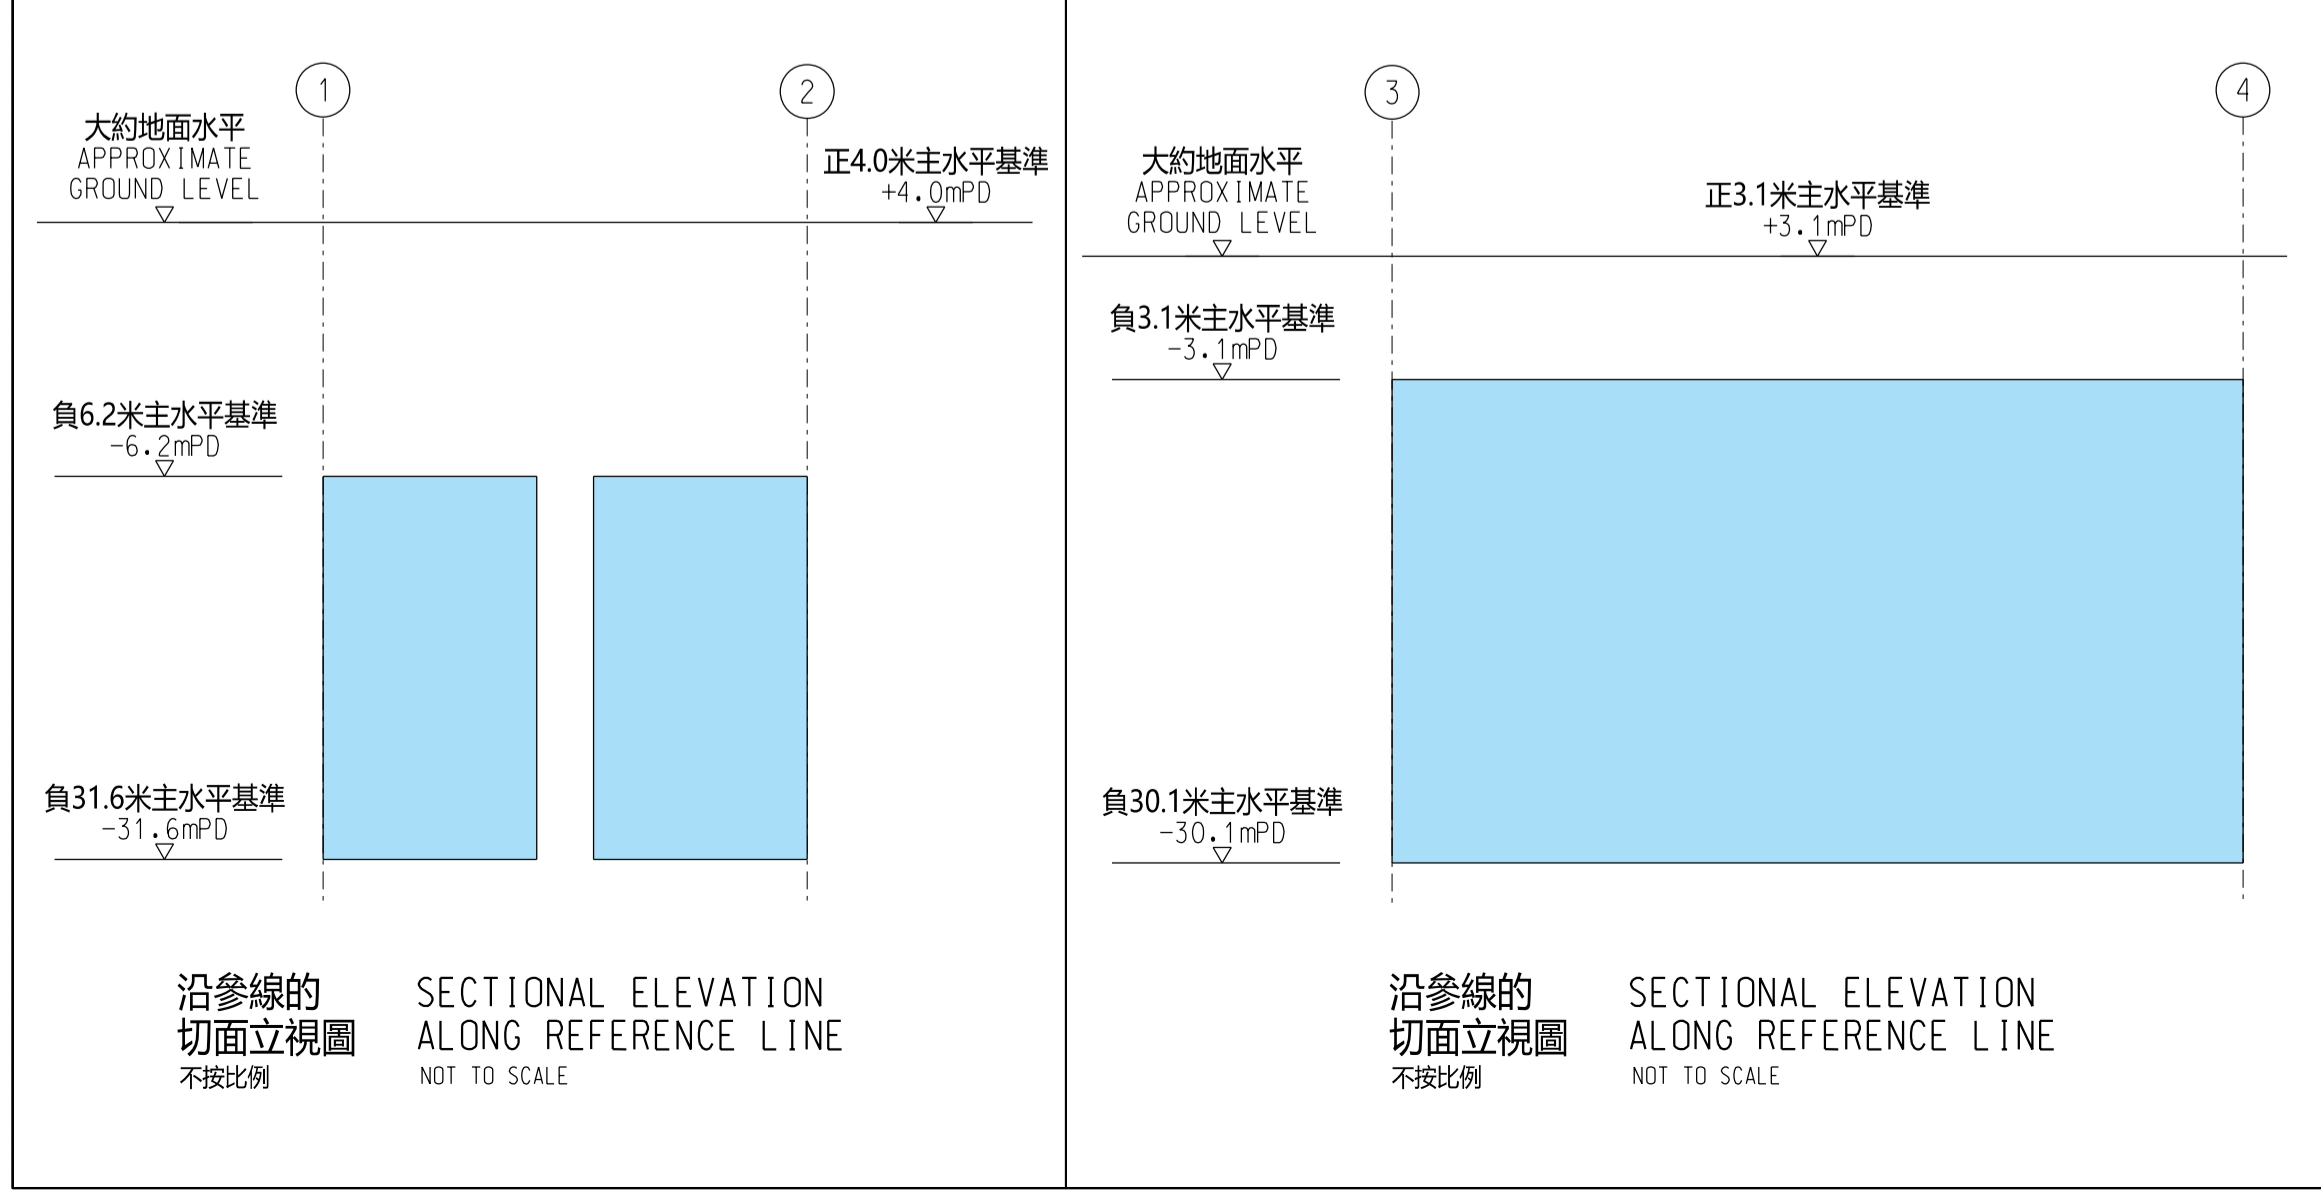 1
2
大約地面水平
APPROXIMATE
GROUND LEVEL
正4.0米主水平基準
+4.0mPD
負6.2米主水平基準
-6.2mPD
負31.6米主水平基準
-31.6mPD
沿參線的
切面立視圖
不按比例
SECTIONAL ELEVATION
ALONG REFERENCE LINE
NOT TO SCALE
3
4
大約地面水平
APPROXIMATE
GROUND LEVEL
正3.1米主水平基準
+3.1mPD
負3.1米主水平基準
-3.1mPD
負30.1米主水平基準
-30.1mPD
沿參線的
切面立視圖
不按比例
SECTIONAL ELEVATION
ALONG REFERENCE LINE
NOT TO SCALE